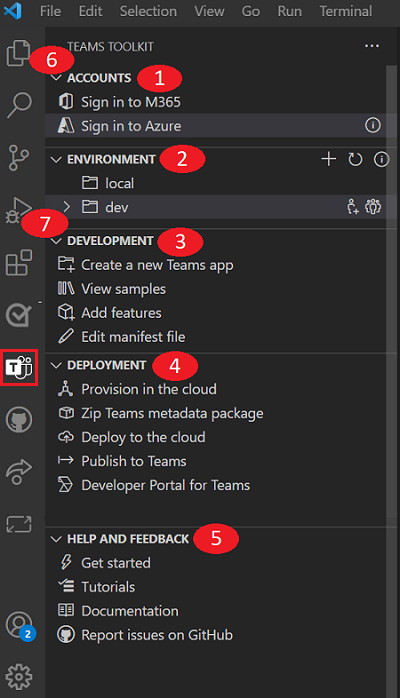 File Edit Selection View Go Run Terminal
TEAMS TOOLKIT
6
ACCOUNTS 1
Sign in to M365
Sign in to Azure
ENVIRONMENT 2
local
dev
7
DEVELOPMENT 3
Create a new Teams app
View samples
Add features
Edit manifest file
T
DEPLOYMENT 4
Provision in the cloud
Zip Teams metadata package
Deploy to the cloud
Publish to Teams
Developer Portal for Teams
HELP AND FEEDBACK 5
Get started
Tutorials
Documentation
2
Report issues on GitHub